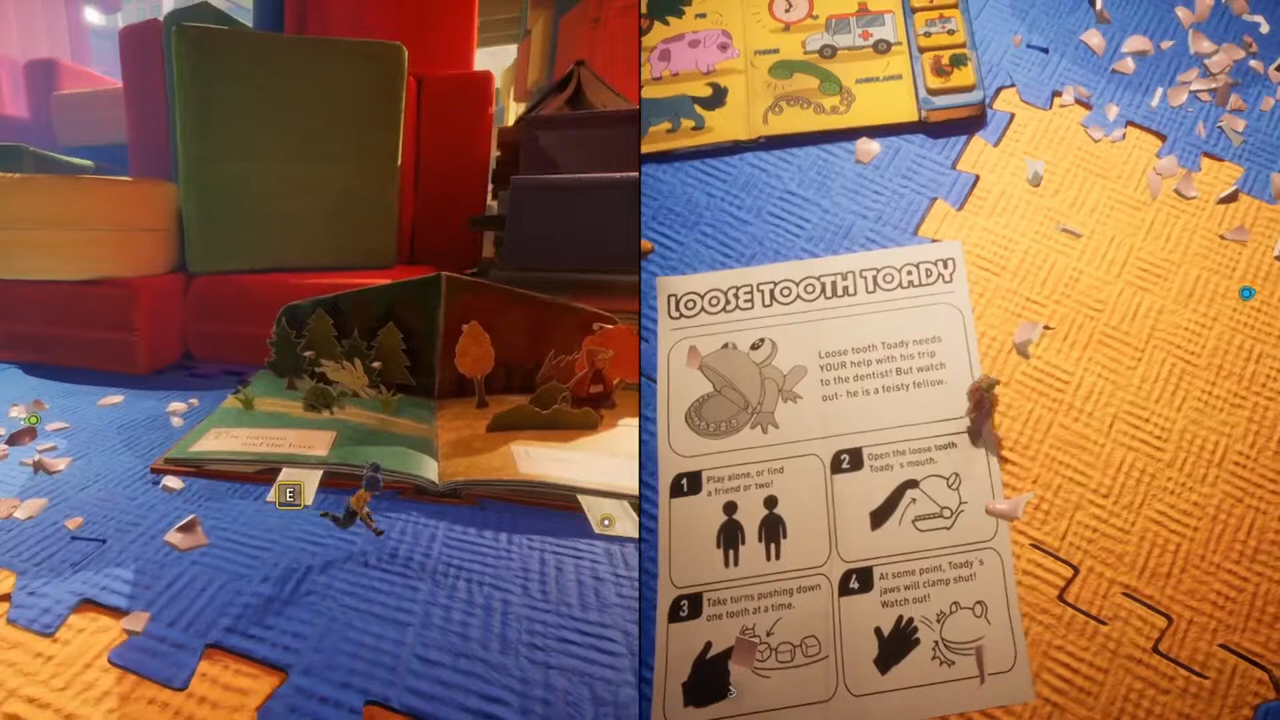 The tortoise
and the hare
E
PIG
PHONE
AMBULANCE
LOOSE TOOTH TOADY
Loose tooth Toady needs
YOUR help with his trip
to the dentist! But watch
out- he is a feisty fellow.
1
Play alone, or find
a friend or two!
2
Open the loose tooth
Toady´s mouth.
3
Take turns pushing down
one tooth at a time.
4
At some point, Toady´s
jaws will clamp shut!
Watch out!